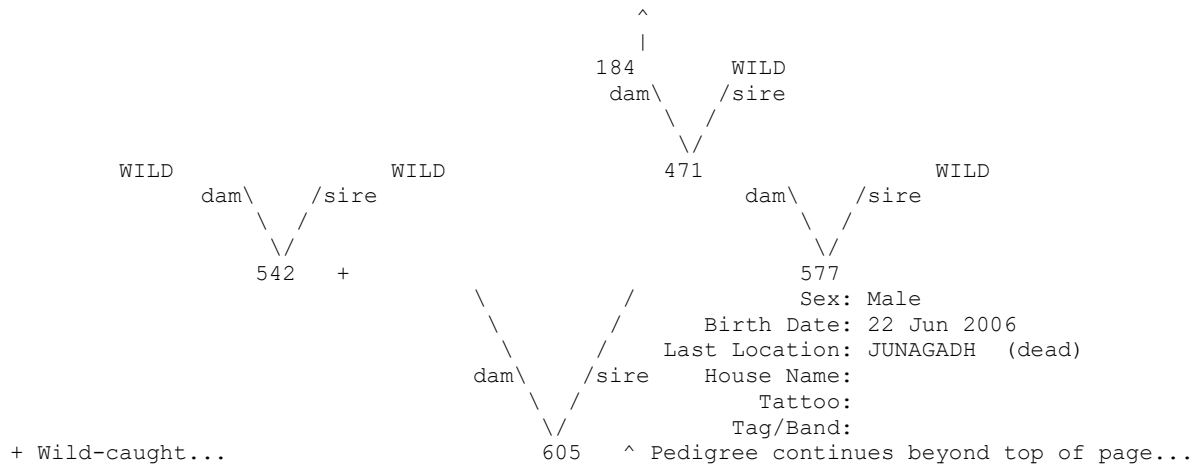 ^
|
184 WILD
dam\ /sire
\ /
\/
WILD WILD 471 WILD
dam\ /sire dam\ /sire
\ / \ /
\/ \/
542 + 577
\ / Sex: Male
\ / Birth Date: 22 Jun 2006
\ / Last Location: JUNAGADH (dead)
dam\ /sire House Name:
\ / Tattoo:
\/ Tag/Band:
+ Wild-caught... 605 ^ Pedigree continues beyond top of page...